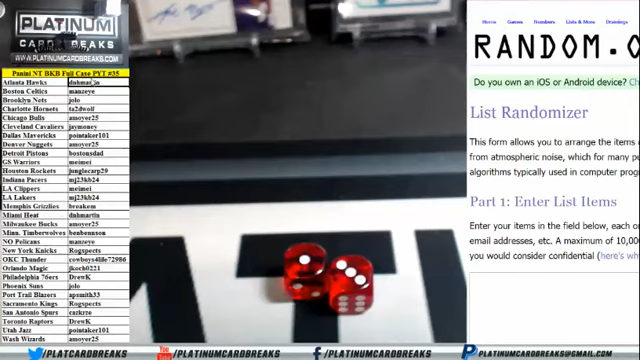 PLATINUM
CARD BREAKS
WWW.PLATINUMCARDBREAKS.COM
Panini NT BKB Full Case PYT #35
Atlanta Hawks dnhmartin
Boston Celtics manzeye
Brooklyn Nets jolo
Charlotte Hornets ta2dwolf
Chicago Bulls amoyer25
Cleveland Cavaliers jaymoney
Dallas Mavericks pointaker101
Denver Nuggets amoyer25
Detroit Pistons bostonsdad
GS Warriors meimei
Houston Rockets junglecarp29
Indiana Pacers mj23kb24
LA Clippers meimei
LA Lakers mj23kb24
Memphis Grizzlies breakem
Miami Heat dnhmartin
Milwaukee Bucks amoyer25
Minn. Timberwolves benbennson
NO Pelicans manzeye
New York Knicks Rogspects
OKC Thunder cowboys4life72986
Orlando Magic jkoch0221
Philadelphia 76ers DrewK
Phoenix Suns jolo
Port Trail Blazers apsmith33
Sacramento Kings Rogspects
San Antonio Spurs cazkrze
Toronto Raptors DrewK
Utah Jazz pointaker101
Wash Wizards amoyer25
PLATINUM
Home Games Numbers Lists & More Drawings
RANDOM.O
Do you own an iOS or Android device? Ch
List Randomizer
This form allows you to arrange the items
from atmospheric noise, which for many p
algorithms typically used in computer prog
Part 1: Enter List Items
Enter your items in the field below, each o
email addresses, etc. A maximum of 10,00
you would consider confidential (here's w
/PLATCARDBREAKS
/PLATINUMCARDBREAKS
PLATINUMCARDBREAKS@GMAIL.COM